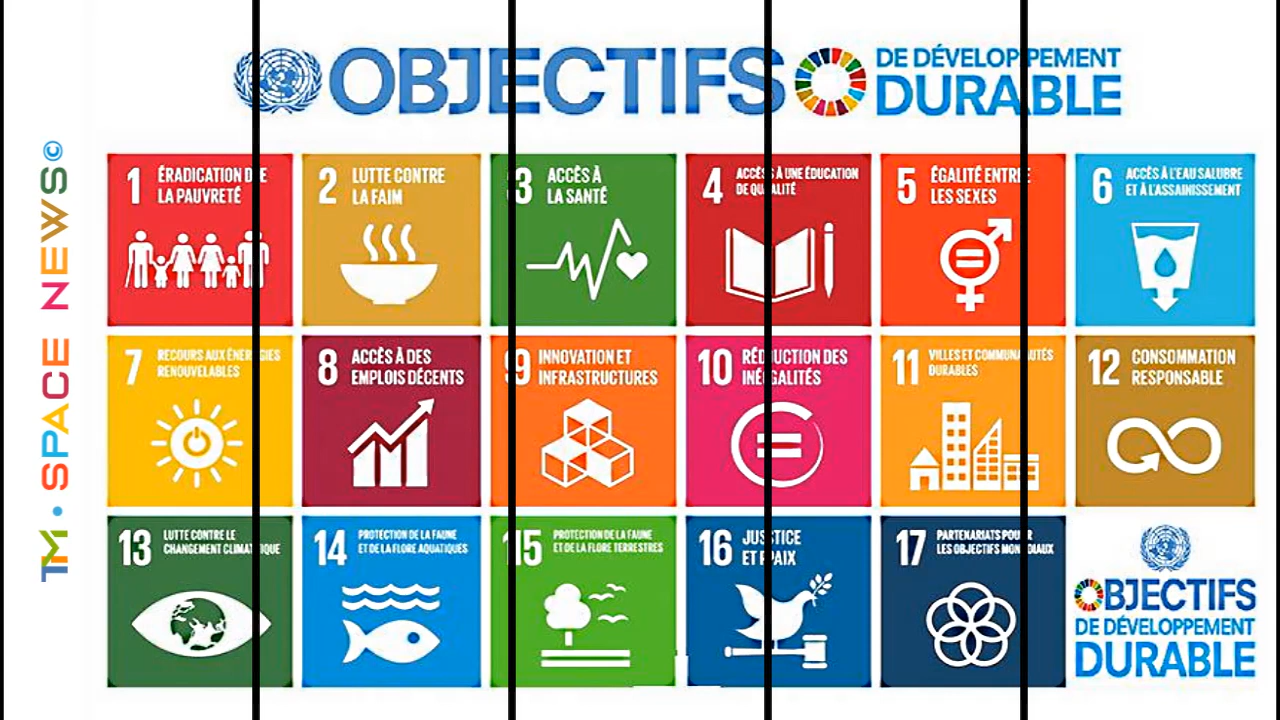 OBJECTIFS
DE DÉVELOPPEMENT
DURABLE
TM • SPACE NEWS©
1 ÉRADICATION DE
LA PAUVRETÉ
2 LUTTE CONTRE
LA FAIM
3 ACCÈS À
LA SANTÉ
4 ACCÈS À UNE ÉDUCATION
DE QUALITÉ
5 ÉGALITÉ ENTRE
LES SEXES
6 ACCÈS À L'EAU SALUBRE
ET À L'ASSAINISSEMENT
7 RECOURS AUX ÉNERGIES
RENOUVELABLES
8 ACCÈS À DES
EMPLOIS DÉCENTS
9 INNOVATION ET
INFRASTRUCTURES
10 RÉDUCTION DES
INÉGALITÉS
11 VILLES ET COMMUNAUTÉS
DURABLES
12 CONSOMMATION
RESPONSABLE
13 LUTTE CONTRE LE
CHANGEMENT CLIMATIQUE
14 PROTECTION DE LA FAUNE
ET DE LA FLORE AQUATIQUES
15 PROTECTION DE LA FAUNE
ET DE LA FLORE TERRESTRES
16 JUSTICE
ET PAIX
17 PARTENARIATS POUR
LES OBJECTIFS MONDIAUX
OBJECTIFS
DE DÉVELOPPEMENT
DURABLE